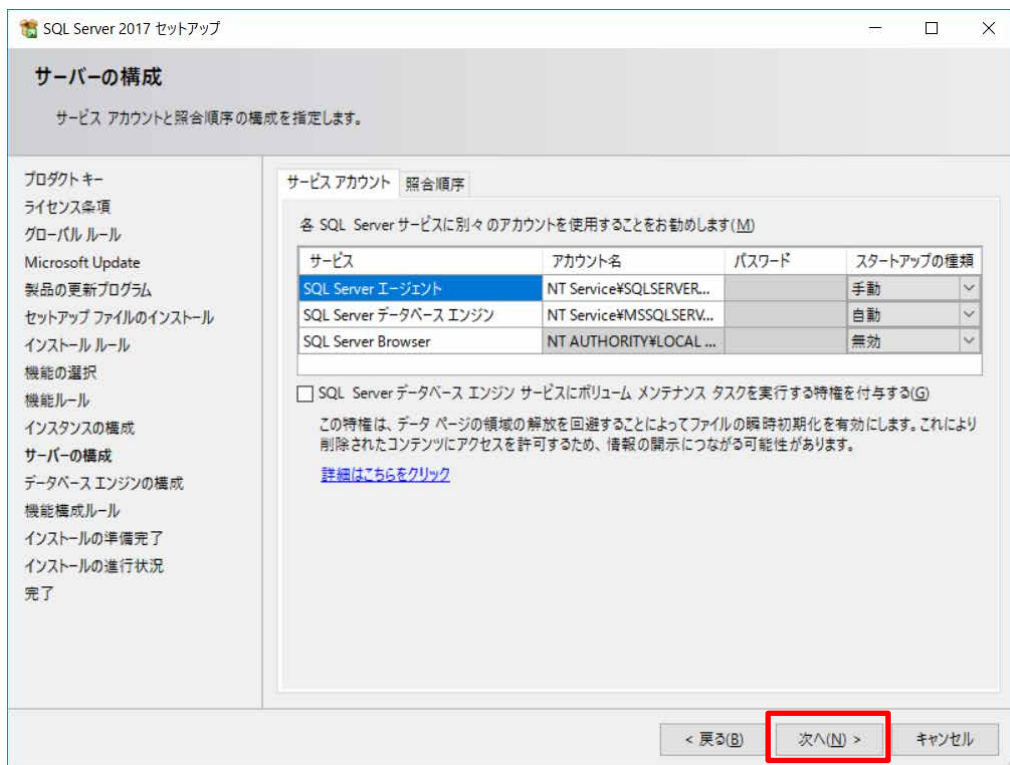 SQL Server 2017 セットアップ
サーバーの構成
サービス アカウントと照合順序の構成を指定します。
プロダクト キー
ライセンス条項
グローバル ルール
Microsoft Update
製品の更新プログラム
セットアップ ファイルのインストール
インストール ルール
機能の選択
機能ルール
インスタンスの構成
サーバーの構成
データベース エンジンの構成
機能構成ルール
インストールの準備完了
インストールの進行状況
完了
サービス アカウント 照合順序
各 SQL Server サービスに別々のアカウントを使用することをお勧めします(M)
サービス アカウント名 パスワード スタートアップの種類
SQL Server エージェント NT Service¥SQLSERVER... 手動
SQL Server データベース エンジン NT Service¥MSSQLSERV... 自動
SQL Server Browser NT AUTHORITY¥LOCAL ... 無効
SQL Server データベース エンジン サービスにボリューム メンテナンス タスクを実行する特権を付与する(G)
この特権は、データ ページの領域の解放を回避することによってファイルの瞬時初期化を有効にします。これにより
削除されたコンテンツにアクセスを許可するため、情報の開示につながる可能性があります。
詳細はこちらをクリック
< 戻る(B) 次へ(N) > キャンセル